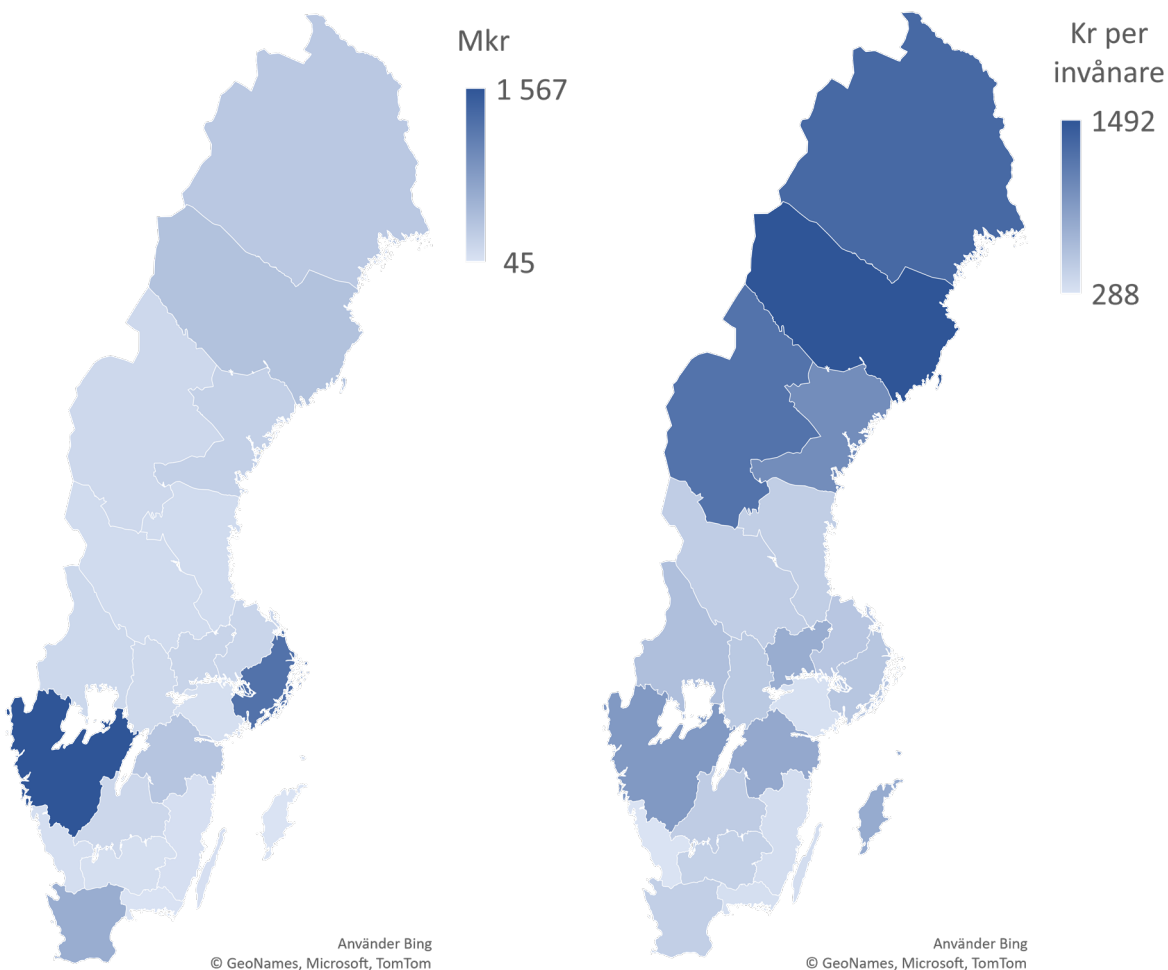 Mkr
1 567
45
Använder Bing
© GeoNames, Microsoft, TomTom
Kr per
invånare
1492
288
Använder Bing
© GeoNames, Microsoft, TomTom